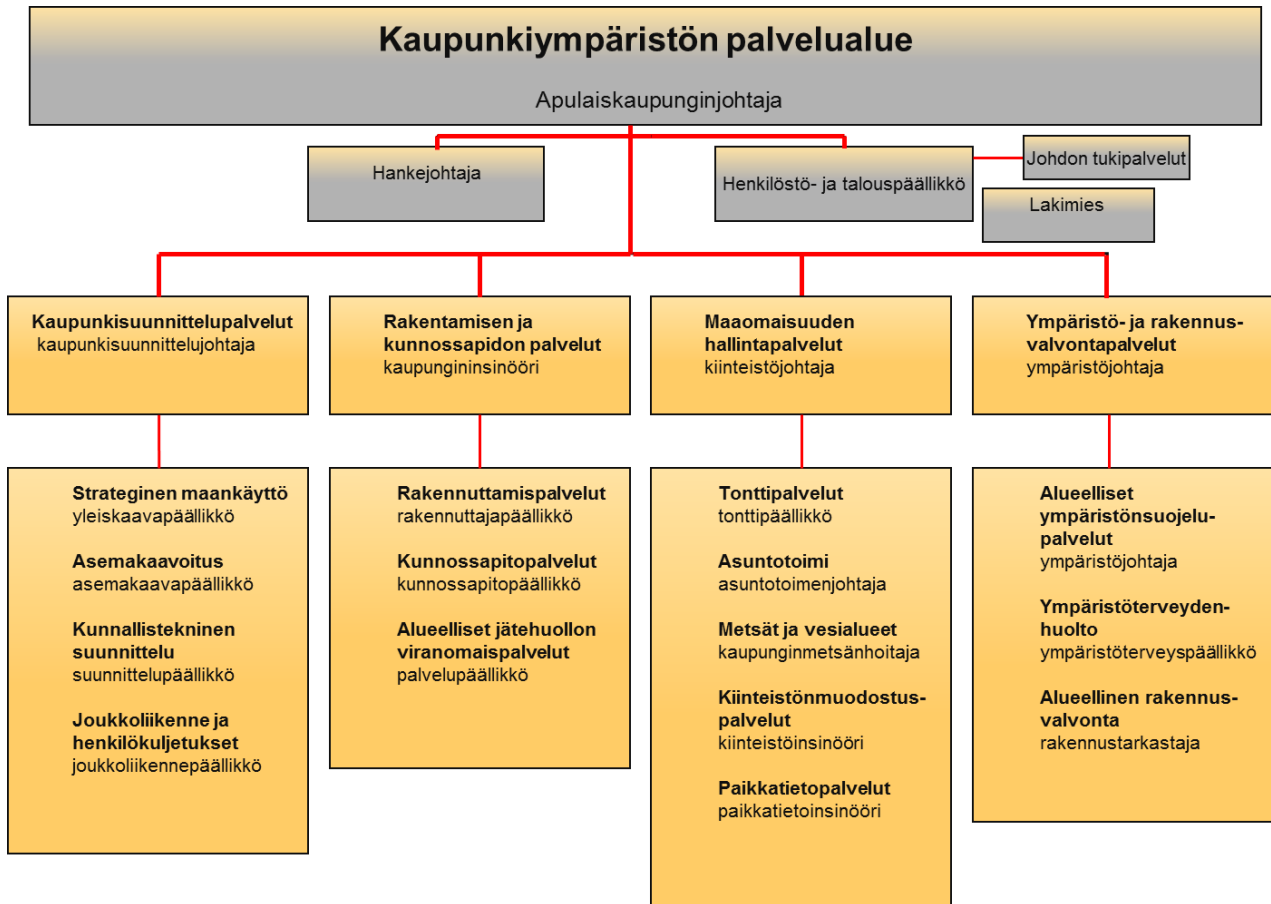 Kaupunkiympäristön palvelualue
Apulaiskaupunginjohtaja
Hankejohtaja
Henkilöstö- ja talouspäällikkö
Johdon tukipalvelut
Lakimies
Kaupunkisuunnittelupalvelut
kaupunkisuunnittelujohtaja
Rakentamisen ja
kunnossapidon palvelut
kaupungininsinööri
Maaomaisuuden
hallintapalvelut
kiinteistöjohtaja
Ympäristö- ja rakennus-
valvontapalvelut
ympäristöjohtaja
Strateginen maankäyttö
yleiskaavapäällikkö
Asemakaavoitus
asemakaavapäällikkö
Kunnallistekninen
suunnittelu
suunnittelupäällikkö
Joukkoliikenne ja
henkilökuljetukset
joukkoliikennepäällikkö
Rakennuttamispalvelut
rakennuttajapäällikkö
Kunnossapitopalvelut
kunnossapitopäällikkö
Alueelliset jätehuollon
viranomaispalvelut
palvelupäällikkö
Tonttipalvelut
tonttipäällikkö
Asuntotoimi
asuntotoimenjohtaja
Metsät ja vesialueet
kaupunginmetsänhoitaja
Kiinteistönmuodostus-
palvelut
kiinteistöinsinööri
Paikkatietopalvelut
paikkatietoinsinööri
Alueelliset
ympäristönsuojelu-
palvelut
ympäristöjohtaja
Ympäristöterveyden-
huolto
ympäristöterveyspäällikkö
Alueellinen rakennus-
valvonta
rakennustarkastaja